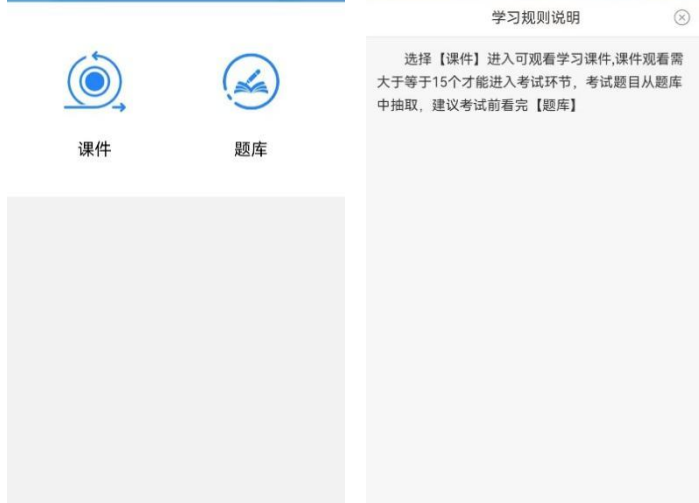 课件
题库
学习规则说明
选择【课件】进入可观看学习课件,课件观看需
大于等于15个才能进入考试环节，考试题目从题库
中抽取，建议考试前看完【题库】